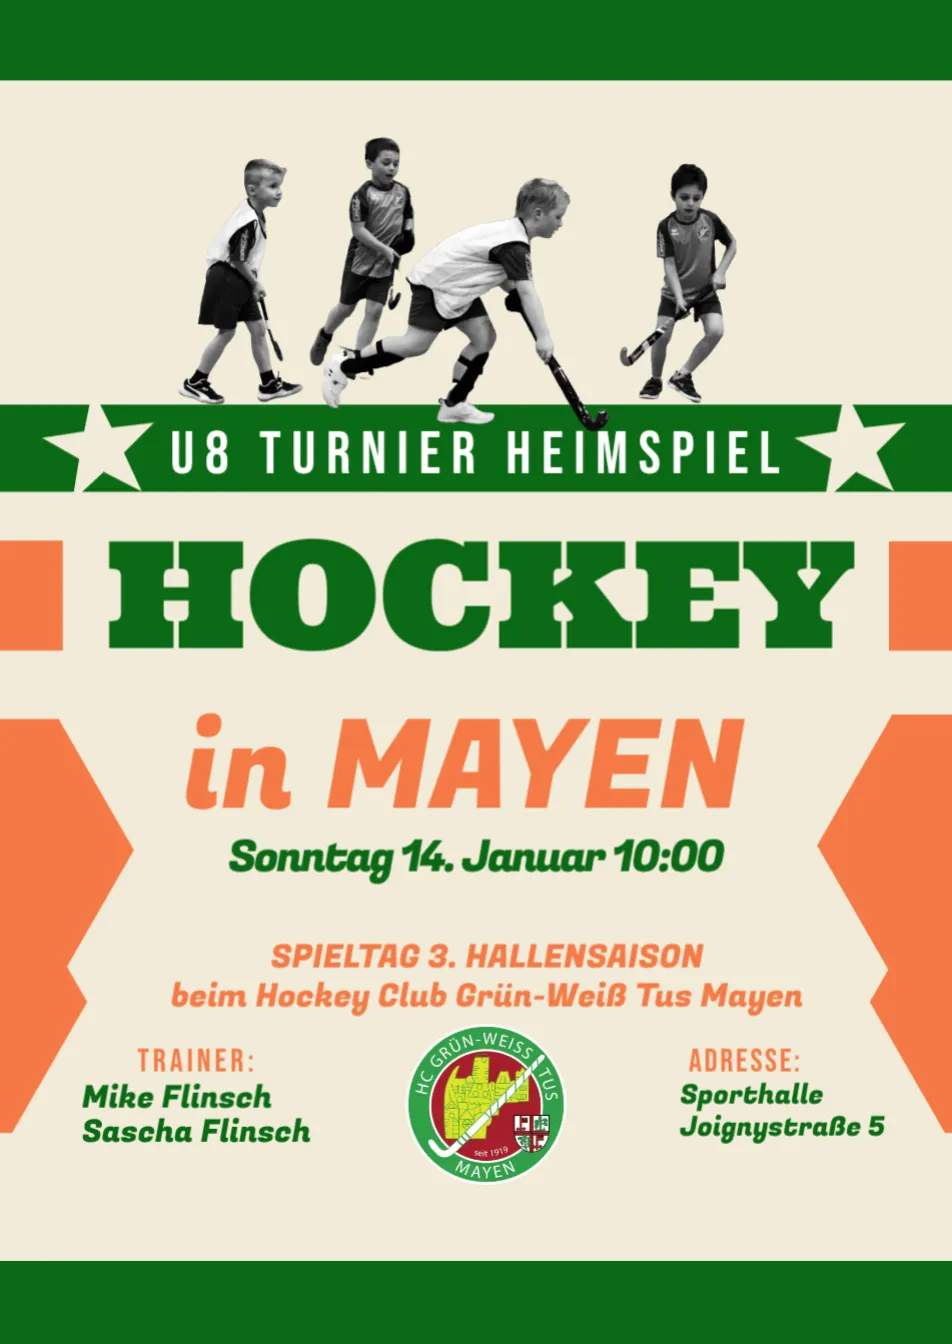 U8 TURNIER HEIMSPIEL
HOCKEY
in MAYEN
Sonntag 14. Januar 10:00
SPIELTAG 3. HALLENSAISON
beim Hockey Club Grün-Weiß Tus Mayen
TRAINER:
Mike Flinsch
Sascha Flinsch
HC GRÜN-WEISS TUS
seit 1919
MAYEN
ADRESSE:
Sporthalle
Joignystraße 5